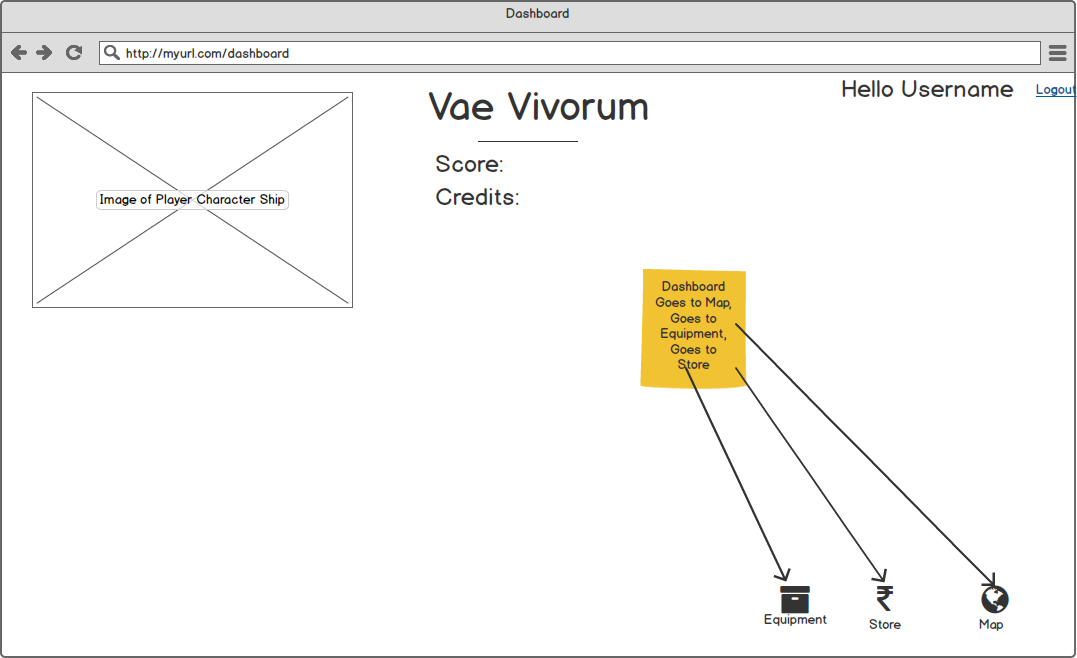 Dashboard
http://myurl.com/dashboard
Hello Username
Logout
Vae Vivorum
Score:
Credits:
Image of Player Character Ship
Dashboard
Goes to Map,
Goes to
Equipment,
Goes to
Store
₹
Equipment
Store
Map